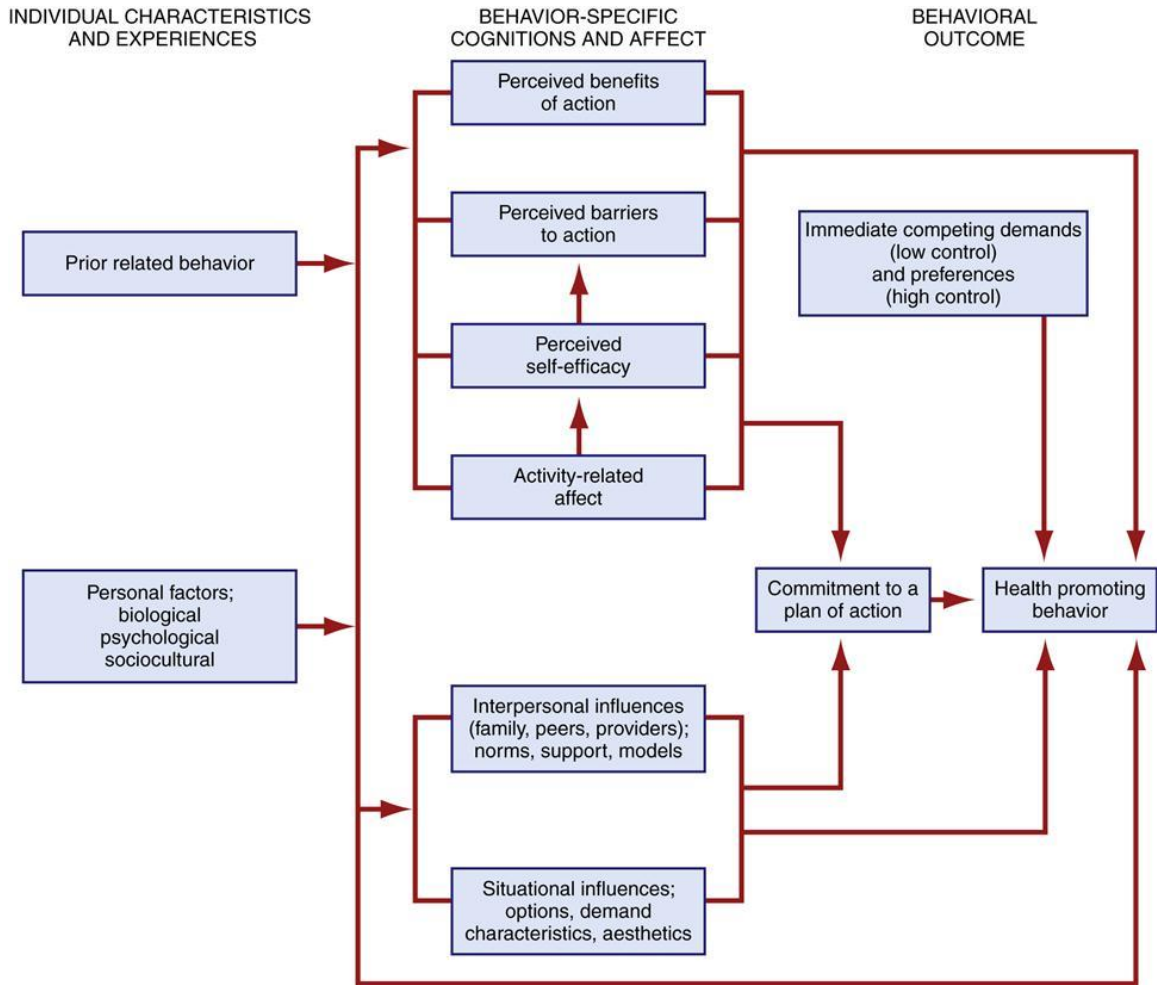 INDIVIDUAL CHARACTERISTICS
AND EXPERIENCES
BEHAVIOR-SPECIFIC
COGNITIONS AND AFFECT
BEHAVIORAL
OUTCOME
Perceived benefits
of action
Perceived barriers
to action
Immediate competing demands
(low control)
and preferences
(high control)
Prior related behavior
Perceived
self-efficacy
Activity-related
affect
Personal factors;
biological
psychological
sociocultural
Commitment to a
plan of action
Health promoting
behavior
Interpersonal influences
(family, peers, providers);
norms, support, models
Situational influences;
options, demand
characteristics, aesthetics